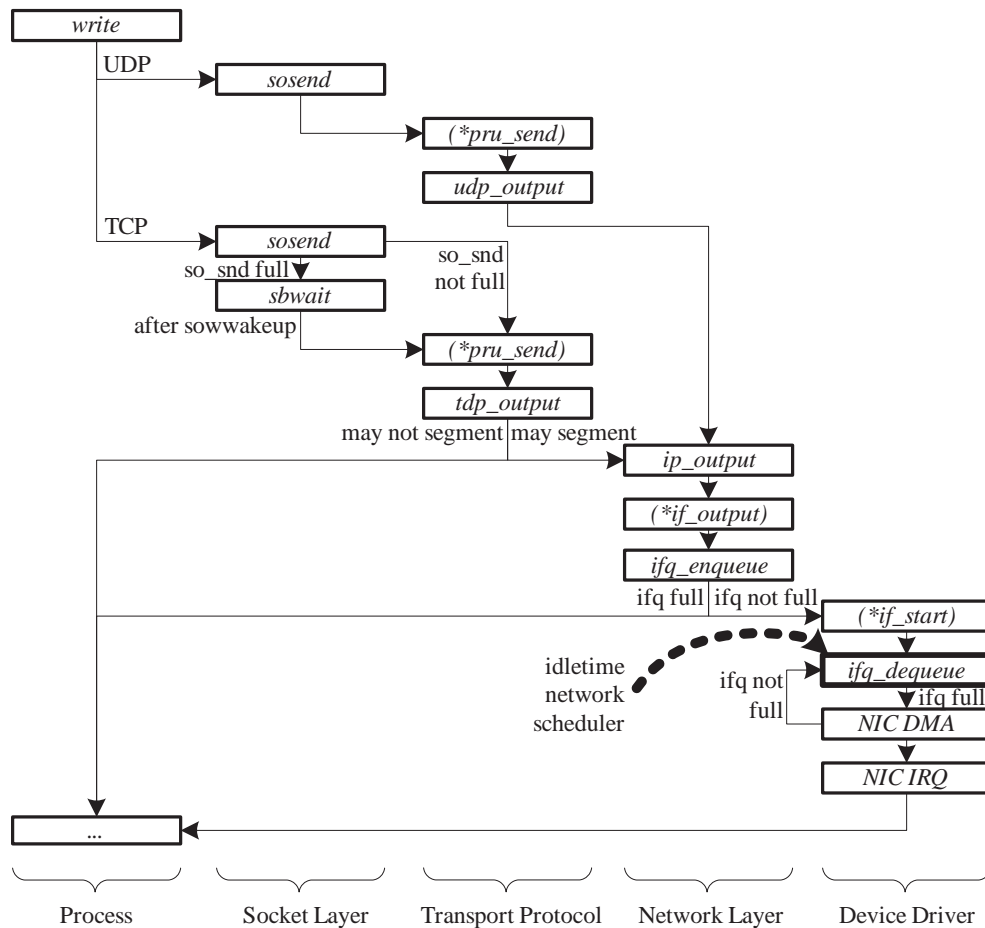 write
UDP
sosend
(*pru_send)
udp_output
TCP
sosend
so_snd full
so_snd
not full
sbwait
after sowwakeup
(*pru_send)
tdp_output
may not segment
may segment
ip_output
(*if_output)
ifq_enqueue
ifq full
ifq not full
(*if_start)
idletime
network
scheduler
ifq not
full
ifq_dequeue
ifq full
NIC DMA
NIC IRQ
...
Process
Socket Layer
Transport Protocol
Network Layer
Device Driver